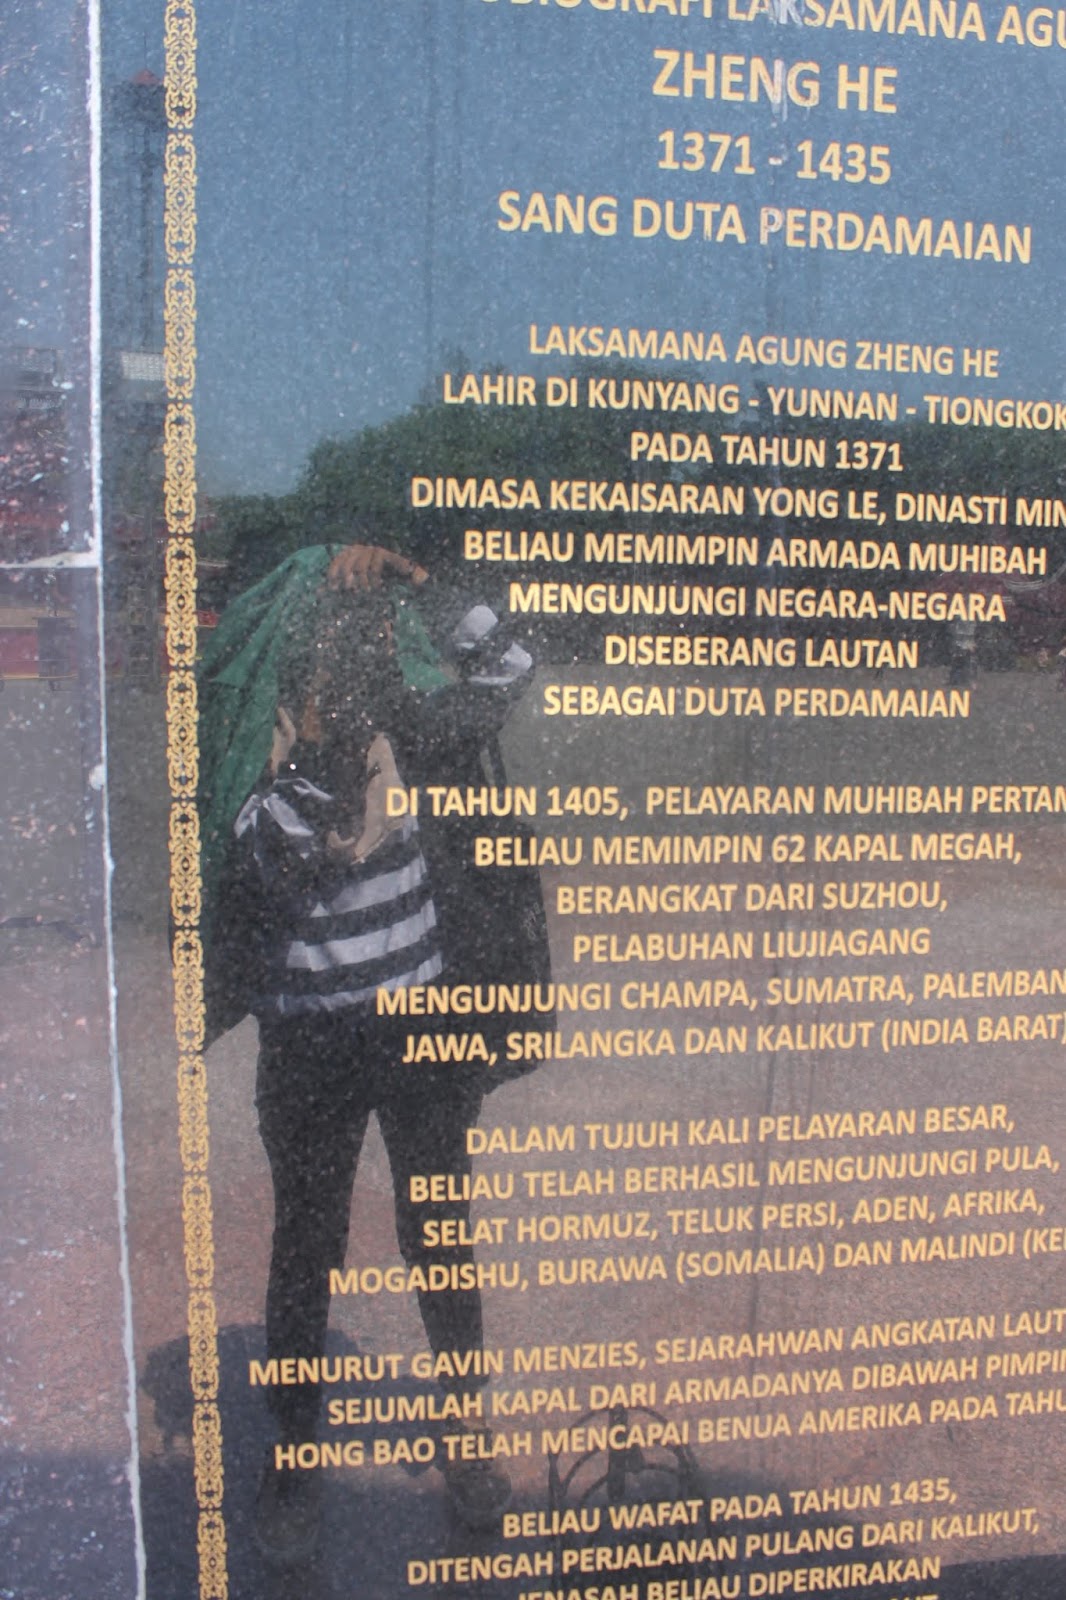 LAKSAMANA
ZHENG HE
1371 - 1435
SANG DUTA PERDAMAIAN
LAKSAMANA AGUNG ZHENG HE
LAHIR DI KUNYANG - YUNNAN - TIONGKOK
PADA TAHUN 1371
DIMASA KEKAISARAN YONG LE, DINASTI
BELIAU MEMIMPIN ARMADA MUHIBAH
MENGUNJUNGI NEGARA-NEGARA
DISEBERANG LAUTAN
SEBAGAI DUTA PERDAMAIAN
DI TAHUN 1405, PELAYARAN MUHIBAH
BELIAU MEMIMPIN 62 KAPAL MEGAH,
BERANGKAT DARI SUZHOU,
PELABUHAN LIUJIAGANG
MENGUNJUNGI CHAMPA, SUMATRA,
JAWA, SRILANGKA DAN KALIKUT (INDIA BARAT)
DALAM TUJUH KALI PELAYARAN BESAR,
BELIAU TELAH BERHASIL MENGUNJUNGI PULA,
SELAT HORMUZ, TELUK PERSI, ADEN, AFRIKA,
MOGADISHU, BURAWA (SOMALIA) DAN MALINDI
MENURUT GAVIN MENZIES, SEJARAHWAN ANGKATAN LAUT
SEJUMLAH KAPAL DARI ARMADANYA DIBAWAH
HONG BAO TELAH MENCAPAI BENUA AMERIKA PADA
BELIAU WAFAT PADA TAHUN 1435,
DITENGAH PERJALANAN PULANG DARI KALIKUT,
JENASAH BELIAU DIPERKIRAKAN